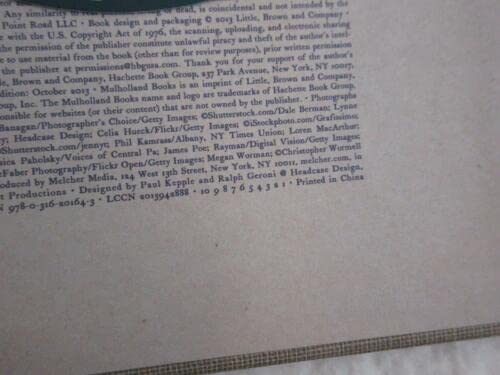 Any similarity to dead, is coincidental and not intended by the
Point Road LLC • Book design and packaging © 2013 Little, Brown and Company •
with the U.S. Copyright Act of 1976, the scanning, uploading, and electronic sharing
the permission of the publisher constitute unlawful piracy and theft of the author's intel-
to use material from the book (other than for review purposes), prior written permission
the publisher at permissions@hbgusa.com. Thank you for your support of the author's
Brown and Company, Hachette Book Group, 237 Park Avenue, New York, NY 10017,
dition: October 2013 • Mulholland Books is an imprint of Little, Brown and Company,
oup, Inc. The Mulholland Books name and logo are trademarks of Hachette Book Group,
onsible for websites (or their content) that are not owned by the publisher. • Photographs
Banagan/Photographer's Choice/Getty Images; ©Shutterstock.com/Dale Berman; Lynne
ry; Headcase Design; Celia Hueck/Flickr/Getty Images; ©iStockphoto.com/Grafissimo;
Shutterstock.com/jennyt; Phil Kamrass/Albany, NY Times Union; Loren MacArthur;
sica Paholsky/Voices of Central Pa; James Poe; Rayman/Digital Vision/Getty Images;
Faber Photography/Flickr Open/Getty Images; Megan Worman; ©Christopher Wormell
roduced by Melcher Media, 124 West 13th Street, New York, NY 10011, melcher.com, in
t Productions • Designed by Paul Kepple and Ralph Geroni @ Headcase Design,
N 978-0-316-20164-3 • LCCN 2013942888 • 10 9 8 7 6 5 4 3 2 1 • Printed in China